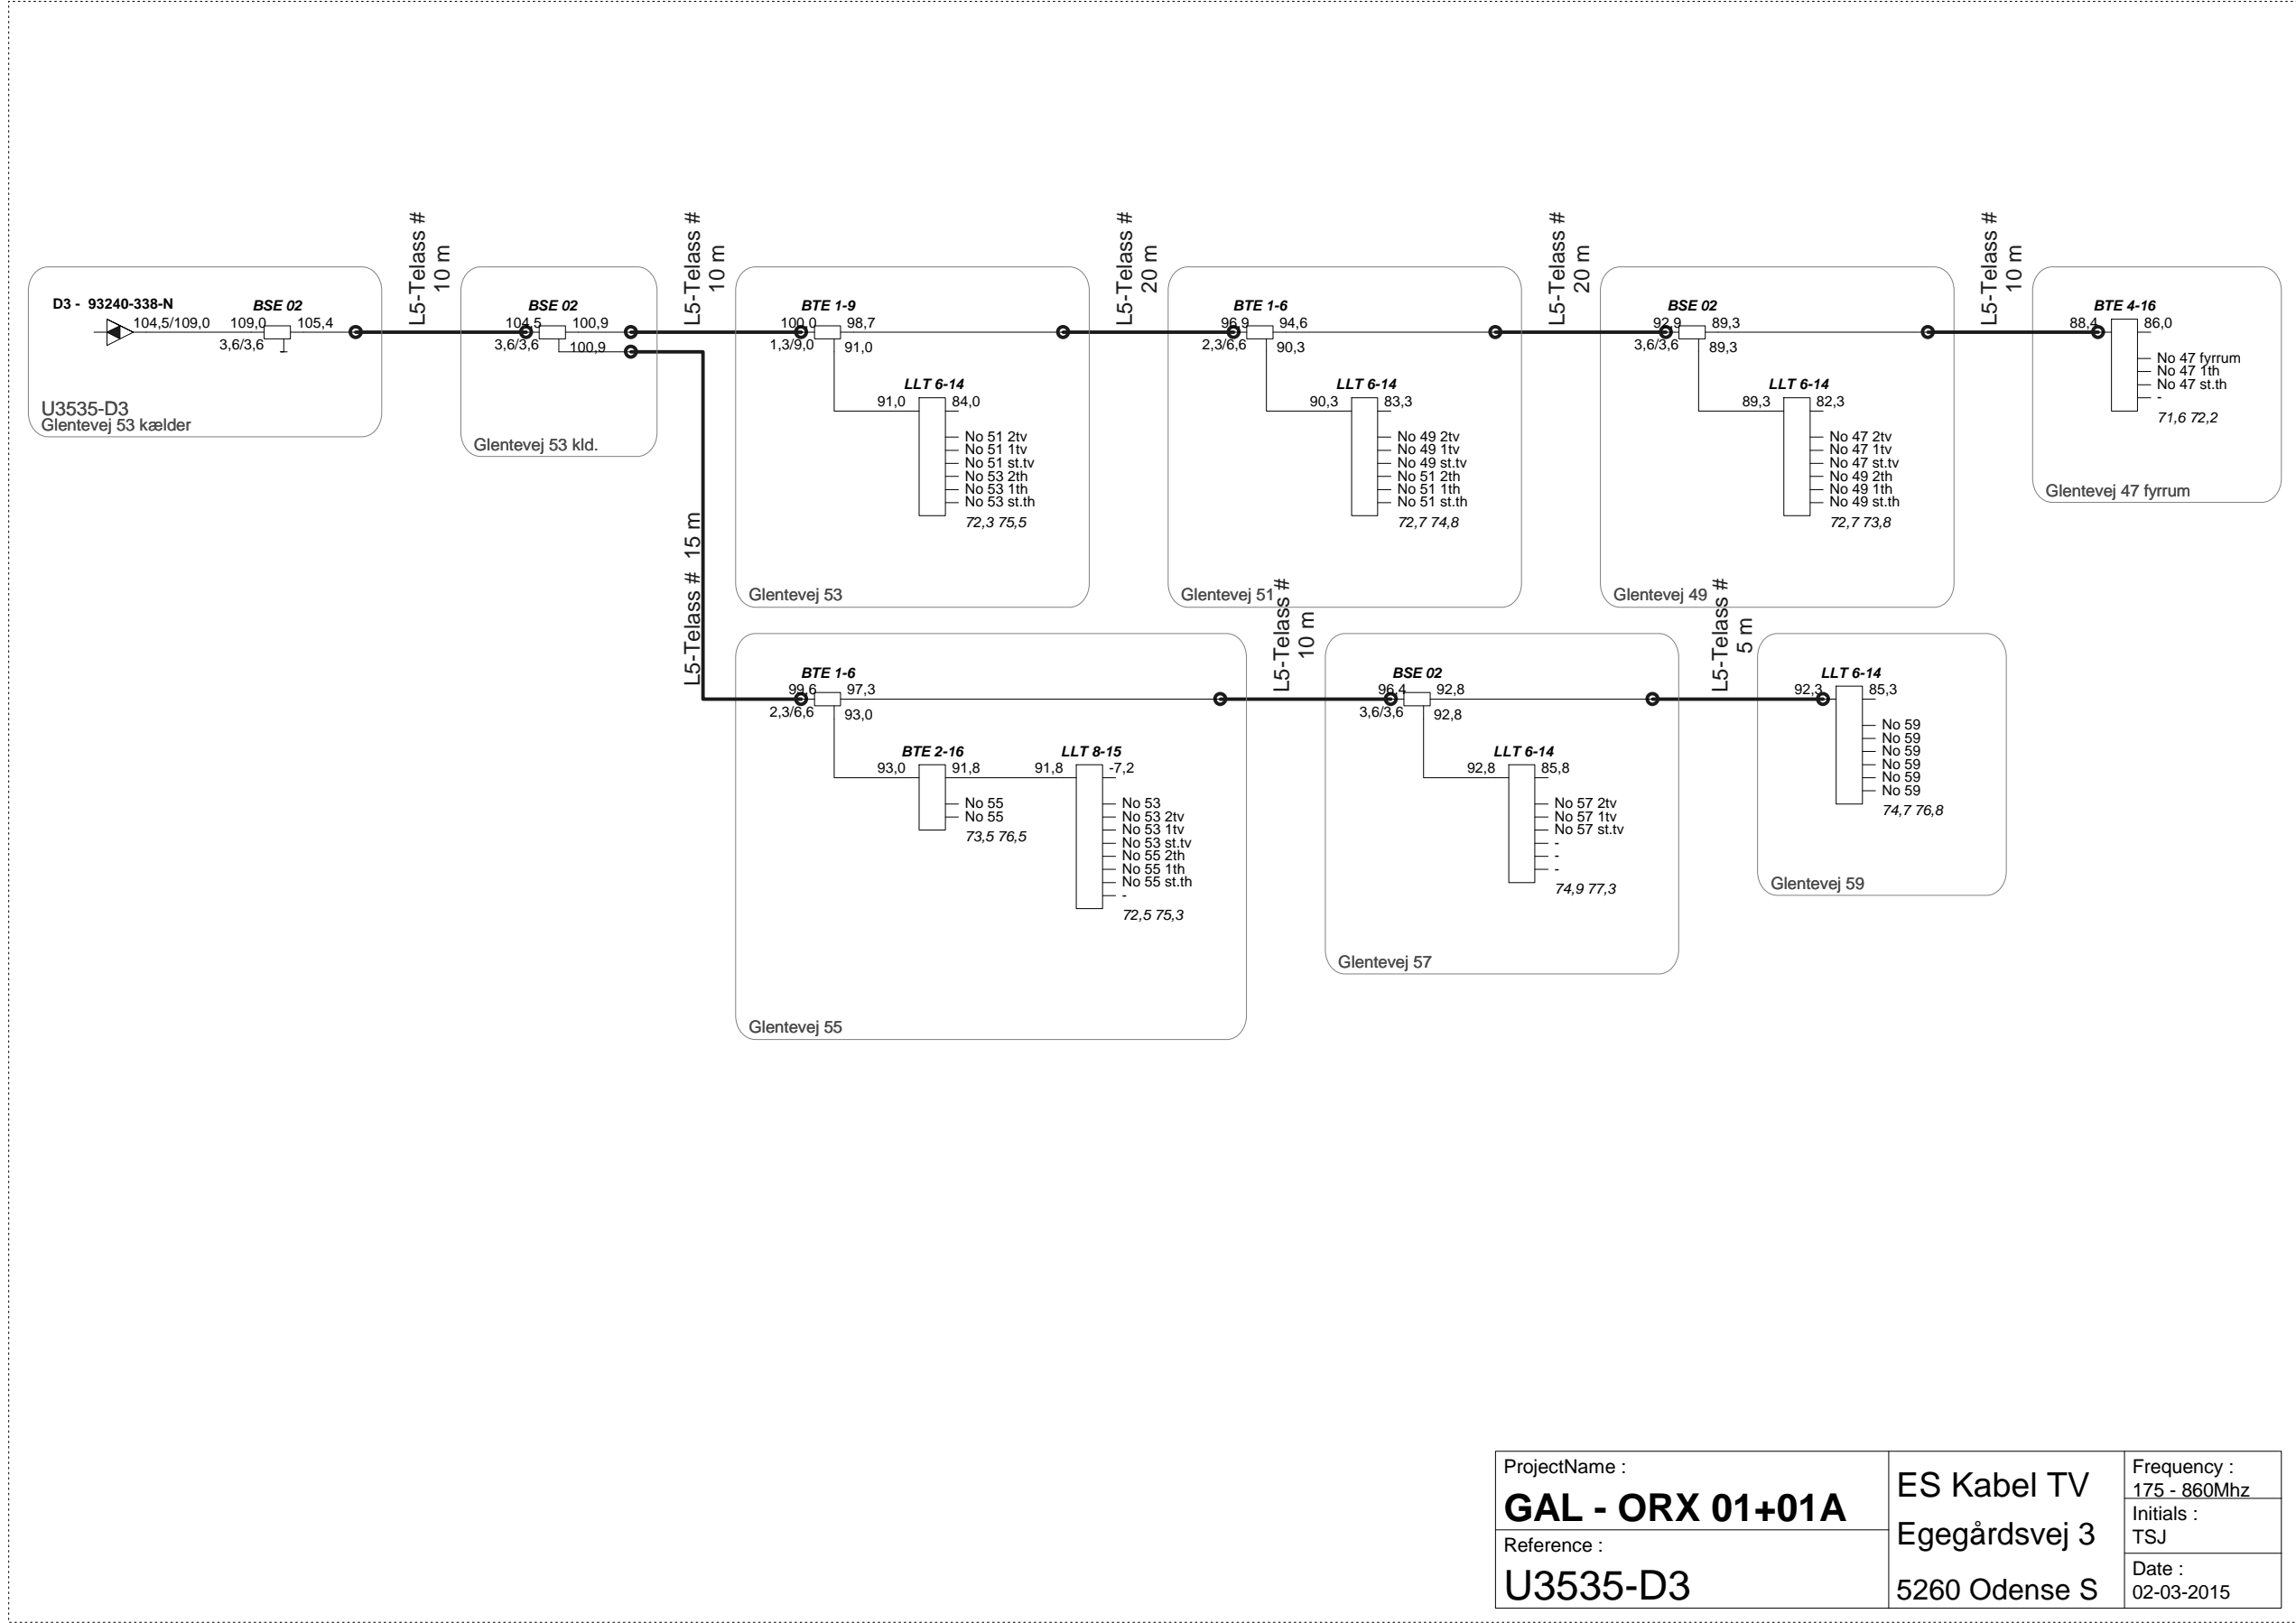 L5-Telass #
10 m
L5-Telass #
10 m
L5-Telass #
20 m
L5-Telass #
20 m
L5-Telass #
10 m
D3 - 93240-338-N
104,5/109,0
BSE 02
109,0
105,4
3,6/3,6
U3535-D3
Glentevej 53 kælder
BSE 02
104,5
100,9
3,6/3,6
100,9
Glentevej 53 kld.
BTE 1-9
100,0
98,7
1,3/9,0
91,0
LLT 6-14
91,0
84,0
No 51 2tv
No 51 1tv
No 51 st.tv
No 53 2th
No 53 1th
No 53 st.th
72,3 75,5
Glentevej 53
BTE 1-6
96,9
94,6
2,3/6,6
90,3
LLT 6-14
90,3
83,3
No 49 2tv
No 49 1tv
No 49 st.tv
No 51 2th
No 51 1th
No 51 st.th
72,7 74,8
Glentevej 51
BSE 02
92,9
89,3
3,6/3,6
89,3
LLT 6-14
89,3
82,3
No 47 2tv
No 47 1tv
No 47 st.tv
No 49 2th
No 49 1th
No 49 st.th
72,7 73,8
Glentevej 49
BTE 4-16
88,4
86,0
No 47 fyrrum
No 47 1th
No 47 st.th
-
71,6 72,2
Glentevej 47 fyrrum
L5-Telass # 15 m
L5-Telass #
10 m
L5-Telass #
5 m
BTE 1-6
99,6
97,3
2,3/6,6
93,0
BTE 2-16
93,0
91,8
No 55
No 55
73,5 76,5
LLT 8-15
91,8
-7,2
No 53
No 53 2tv
No 53 1tv
No 53 st.tv
No 55 2th
No 55 1th
No 55 st.th
-
72,5 75,3
Glentevej 55
BSE 02
96,4
92,8
3,6/3,6
92,8
LLT 6-14
92,8
85,8
No 57 2tv
No 57 1tv
No 57 st.tv
-
-
-
74,9 77,3
Glentevej 57
LLT 6-14
92,3
85,3
No 59
No 59
No 59
No 59
No 59
No 59
74,7 76,8
Glentevej 59
ProjectName :
GAL - ORX 01+01A
Reference :
U3535-D3
ES Kabel TV
Egegårdsvej 3
5260 Odense S
Frequency :
175 - 860Mhz
Initials :
TSJ
Date :
02-03-2015